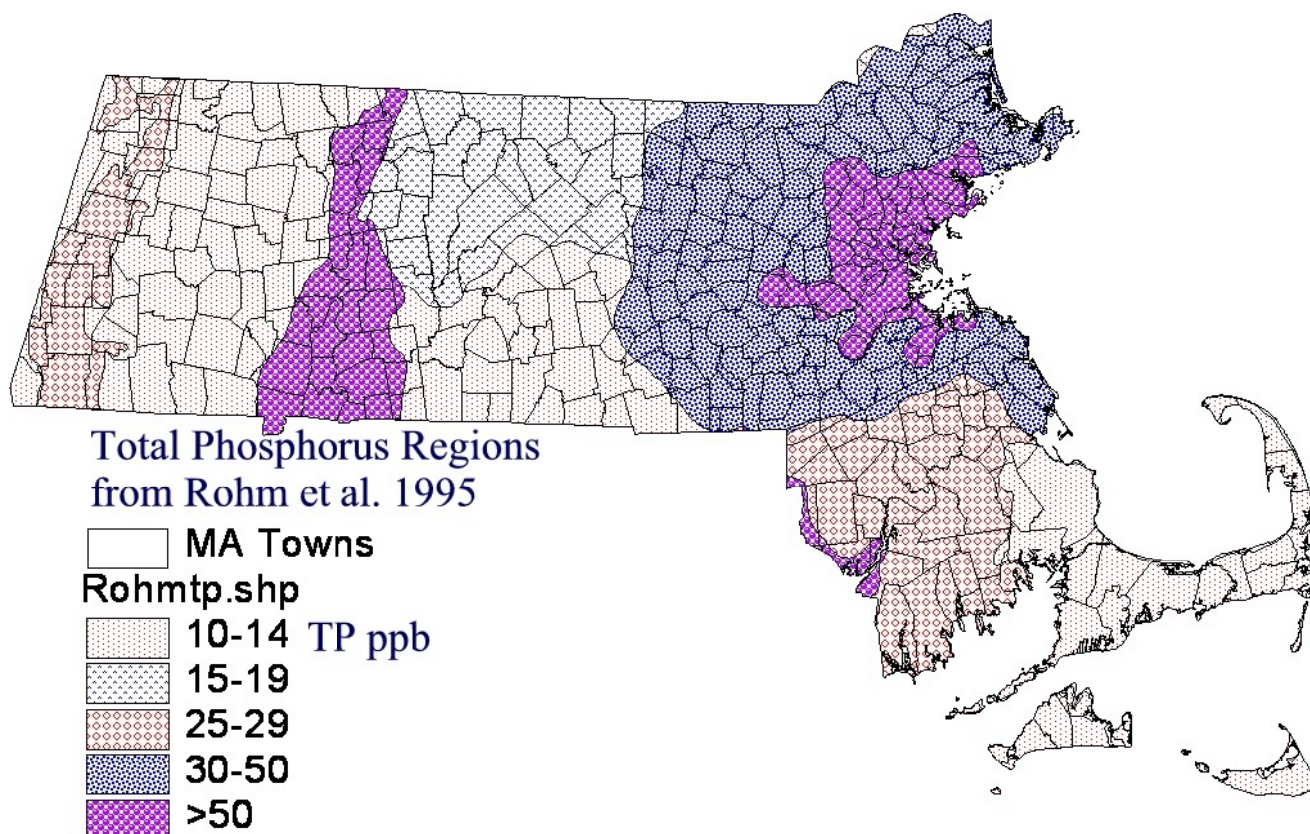 Total Phosphorus Regions
from Rohm et al. 1995
MA Towns
Rohmtp.shp
10-14 TP ppb
15-19
25-29
30-50
>50